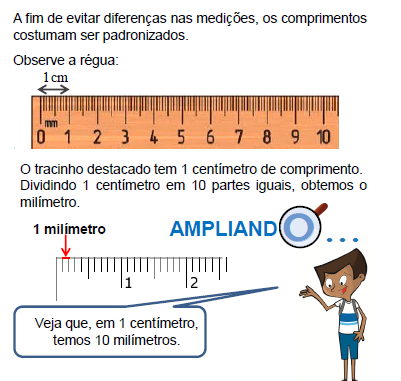 A fim de evitar diferenças nas medições, os comprimentos
costumam ser padronizados.
Observe a régua:
1cm
mm
0 1 2 3 4 5 6 7 8 9 10
O tracinho destacado tem 1 centímetro de comprimento.
Dividindo 1 centímetro em 10 partes iguais, obtemos o
milímetro.
1 milímetro
AMPLIANDO...
1 2
Veja que, em 1 centímetro,
temos 10 milímetros.